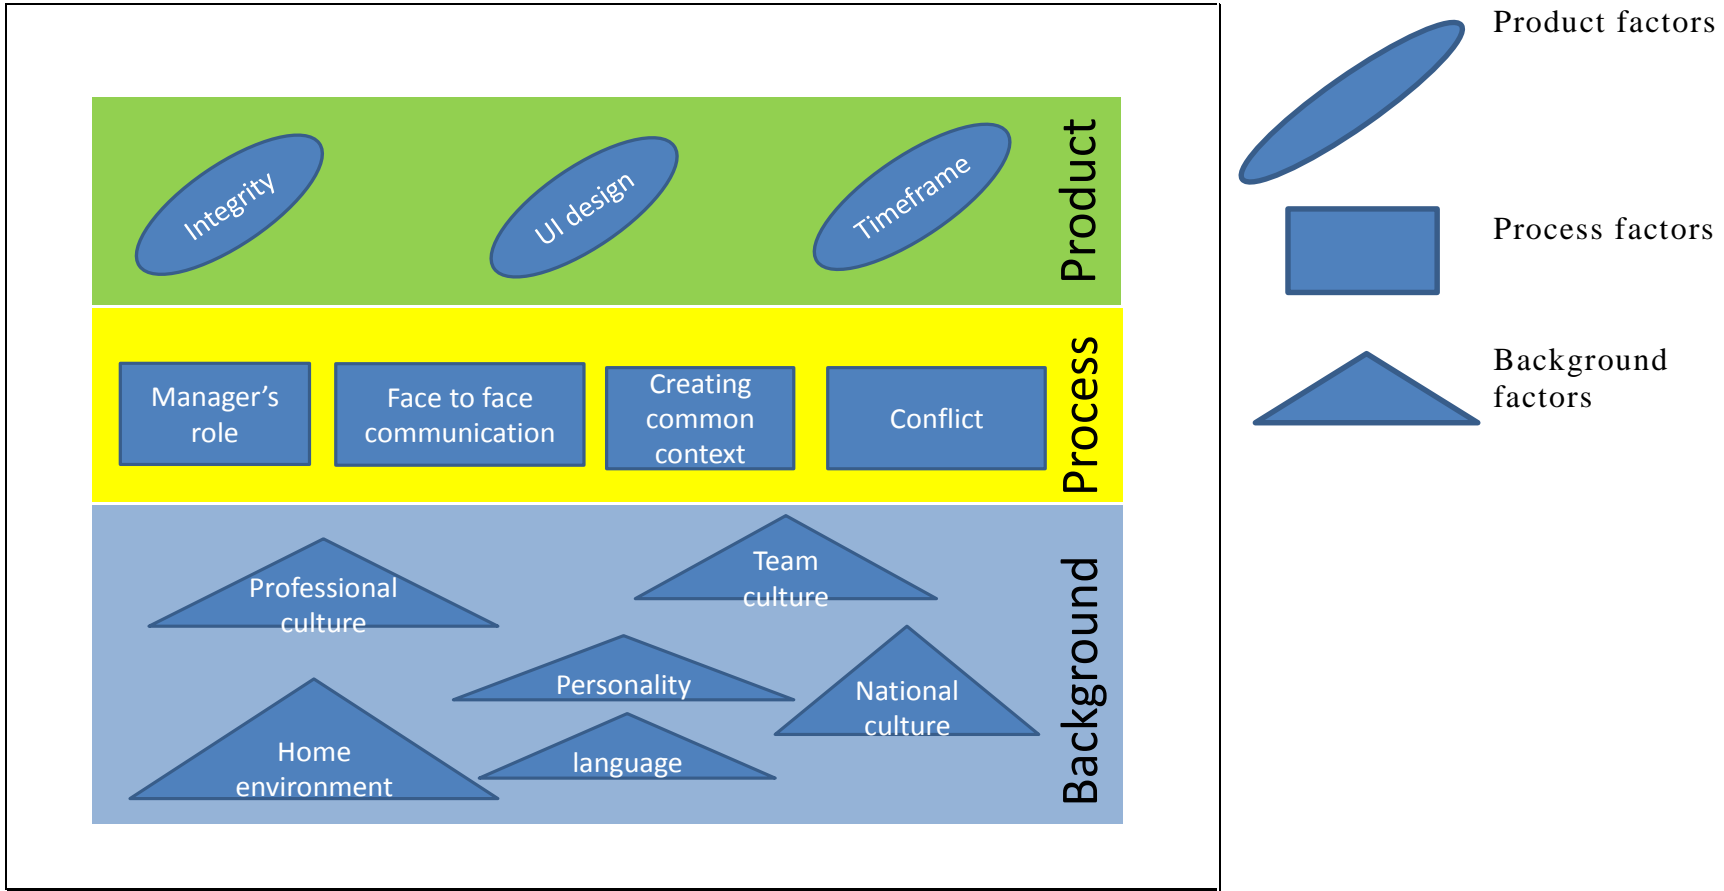 Integrity
UI design
Timeframe
Product
Manager’s
role
Face to face
communication
Creating
common
context
Conflict
Process
Professional
culture
Team
culture
Personality
National
culture
Home
environment
language
Background
Product factors
Process factors
Background
factors